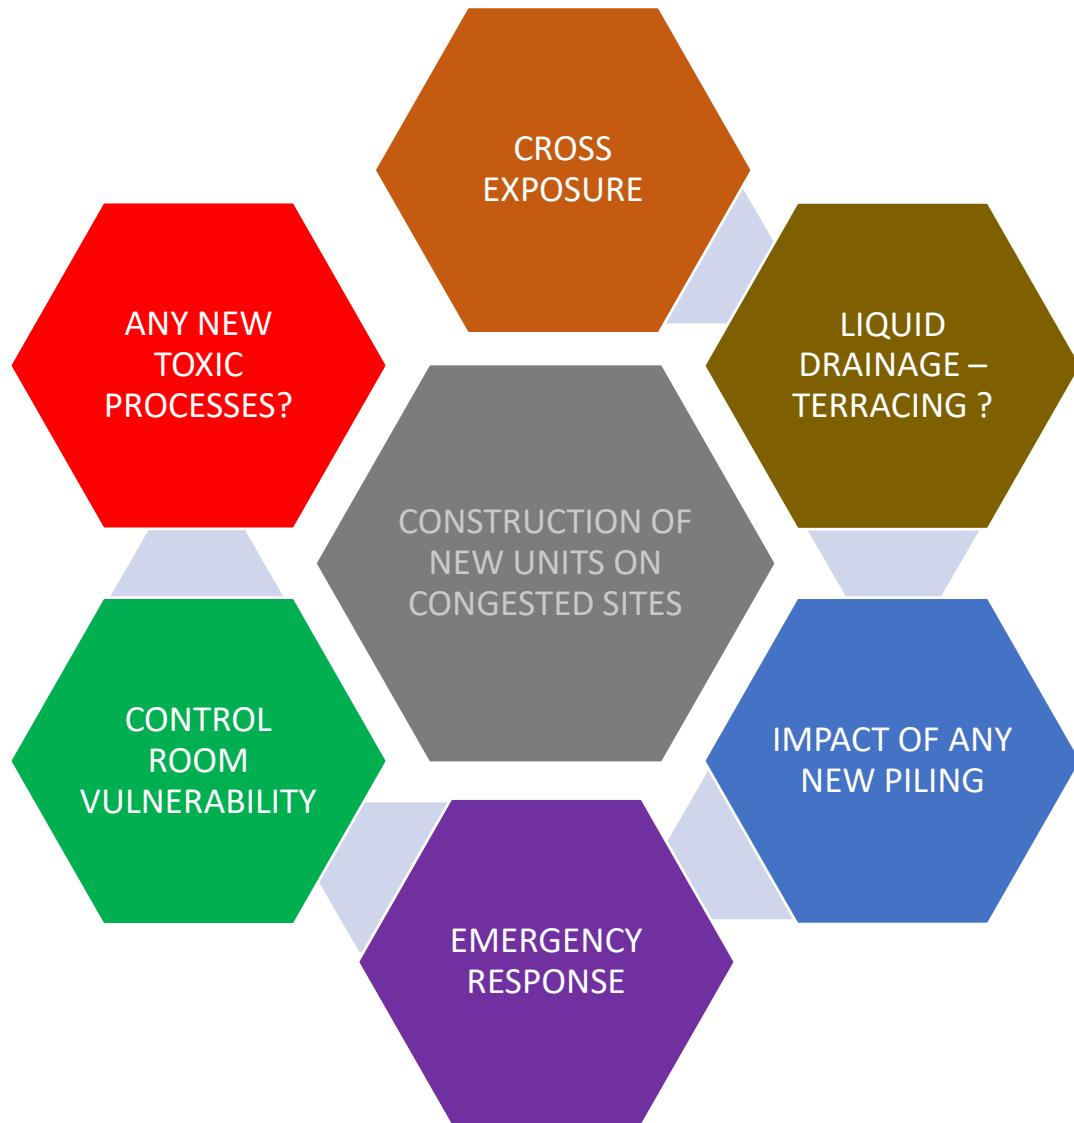 CROSS
EXPOSURE
ANY NEW
TOXIC
PROCESSES?
LIQUID
DRAINAGE –
TERRACING ?
CONSTRUCTION OF
NEW UNITS ON
CONGESTED SITES
CONTROL
ROOM
VULNERABILITY
IMPACT OF ANY
NEW PILING
EMERGENCY
RESPONSE